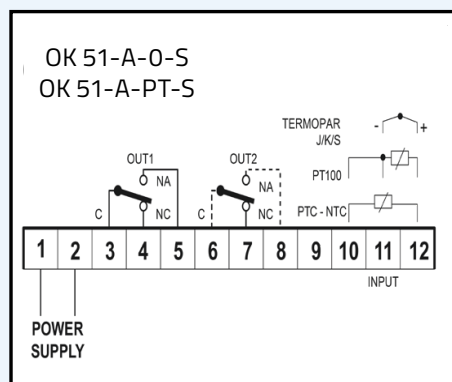 OK 51-A-0-S
OK 51-A-PT-S
TERMOPAR
J/K/S
- +
PT100
PTC - NTC
OUT1
NA
C
NC
OUT2
NA
C
NC
1 2 3 4 5 6 7 8 9 10 11 12
INPUT
POWER
SUPPLY